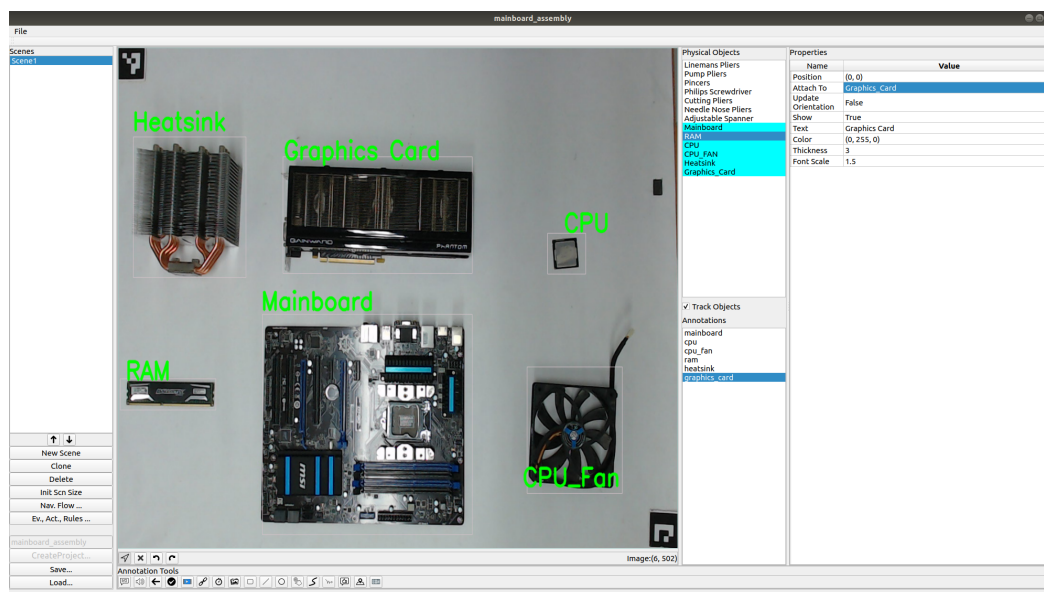 mainboard_assembly
File
Scenes
Scene1
New Scene
Clone
Delete
Init Scn Size
Nav. Flow ...
Ev., Act., Rules ...
mainboard_assembly
CreateProject...
Save...
Load...
Heatsink
Graphics Card
CPU
Mainboard
RAM
CPU_Fan
GAINWARD
PHANTOM
msi
Image:(6, 502)
Annotation Tools
Physical Objects
Linemans Pliers
Pump Pliers
Pincers
Philips Screwdriver
Cutting Pliers
Needle Nose Pliers
Adjustable Spanner
Mainboard
RAM
CPU
CPU_FAN
Heatsink
Graphics_Card
Track Objects
Annotations
mainboard
cpu
cpu_fan
ram
heatsink
graphics_card
Properties
Name Value
Position (0, 0)
Attach To Graphics_Card
Update
Orientation False
Show True
Text Graphics Card
Color (0, 255, 0)
Thickness 3
Font Scale 1.5